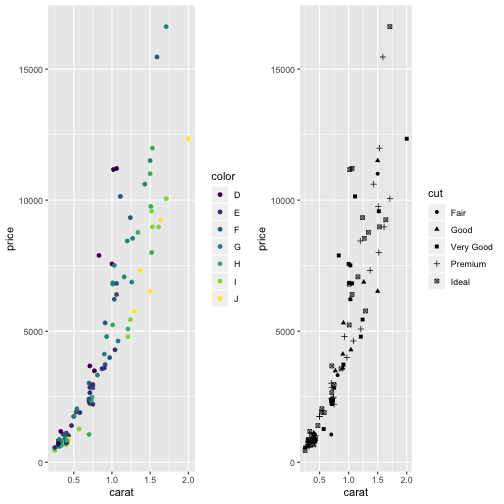 15000
10000
5000
0
price
0.5 1.0 1.5 2.0
carat
color
D
E
F
G
H
I
J
15000
10000
5000
0
price
0.5 1.0 1.5 2.0
carat
cut
Fair
Good
Very Good
Premium
Ideal